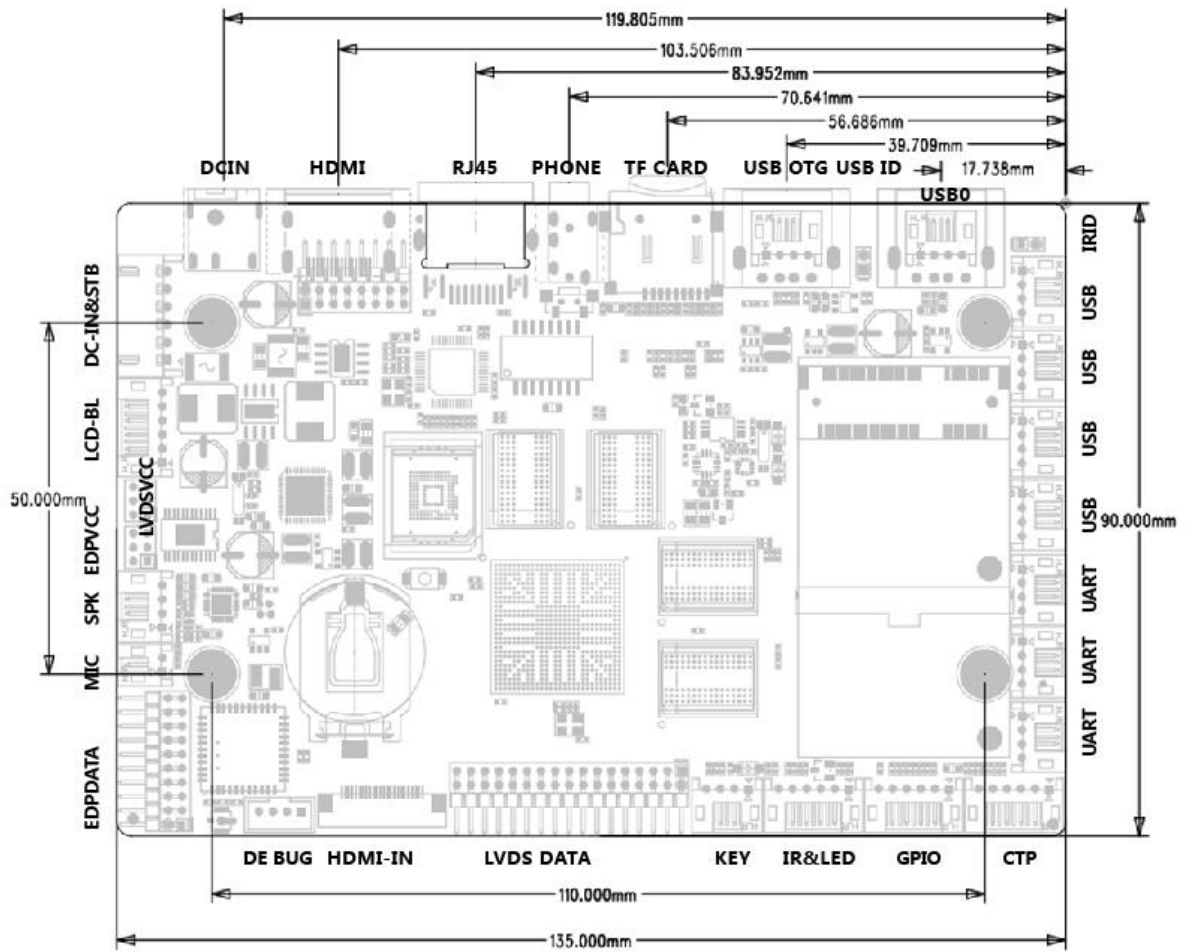 119.805mm
103.506mm
83.952mm
70.641mm
56.686mm
39.709mm
17.738mm
DCIN
HDMI
RJ45
PHONE
TF CARD
USB OTG USB ID
USB0
IRID
DC-IN&STB
USB
USB
LCD-BL
USB
50.000mm
LVDSVCC
USB
90.000mm
EDPVCC
SPK
UART
MIC
UART
UART
EDPDATA
DE BUG
HDMI-IN
LVDS DATA
KEY
IR&LED
GPIO
CTP
110.000mm
135.000mm